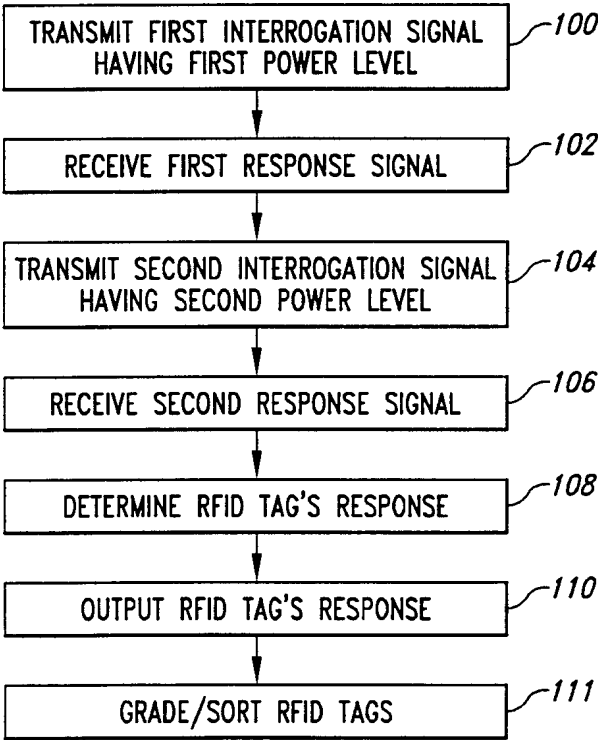 TRANSMIT FIRST INTERROGATION SIGNAL
HAVING FIRST POWER LEVEL
100
RECEIVE FIRST RESPONSE SIGNAL
102
TRANSMIT SECOND INTERROGATION SIGNAL
HAVING SECOND POWER LEVEL
104
RECEIVE SECOND RESPONSE SIGNAL
106
DETERMINE RFID TAG'S RESPONSE
108
OUTPUT RFID TAG'S RESPONSE
110
GRADE/SORT RFID TAGS
111